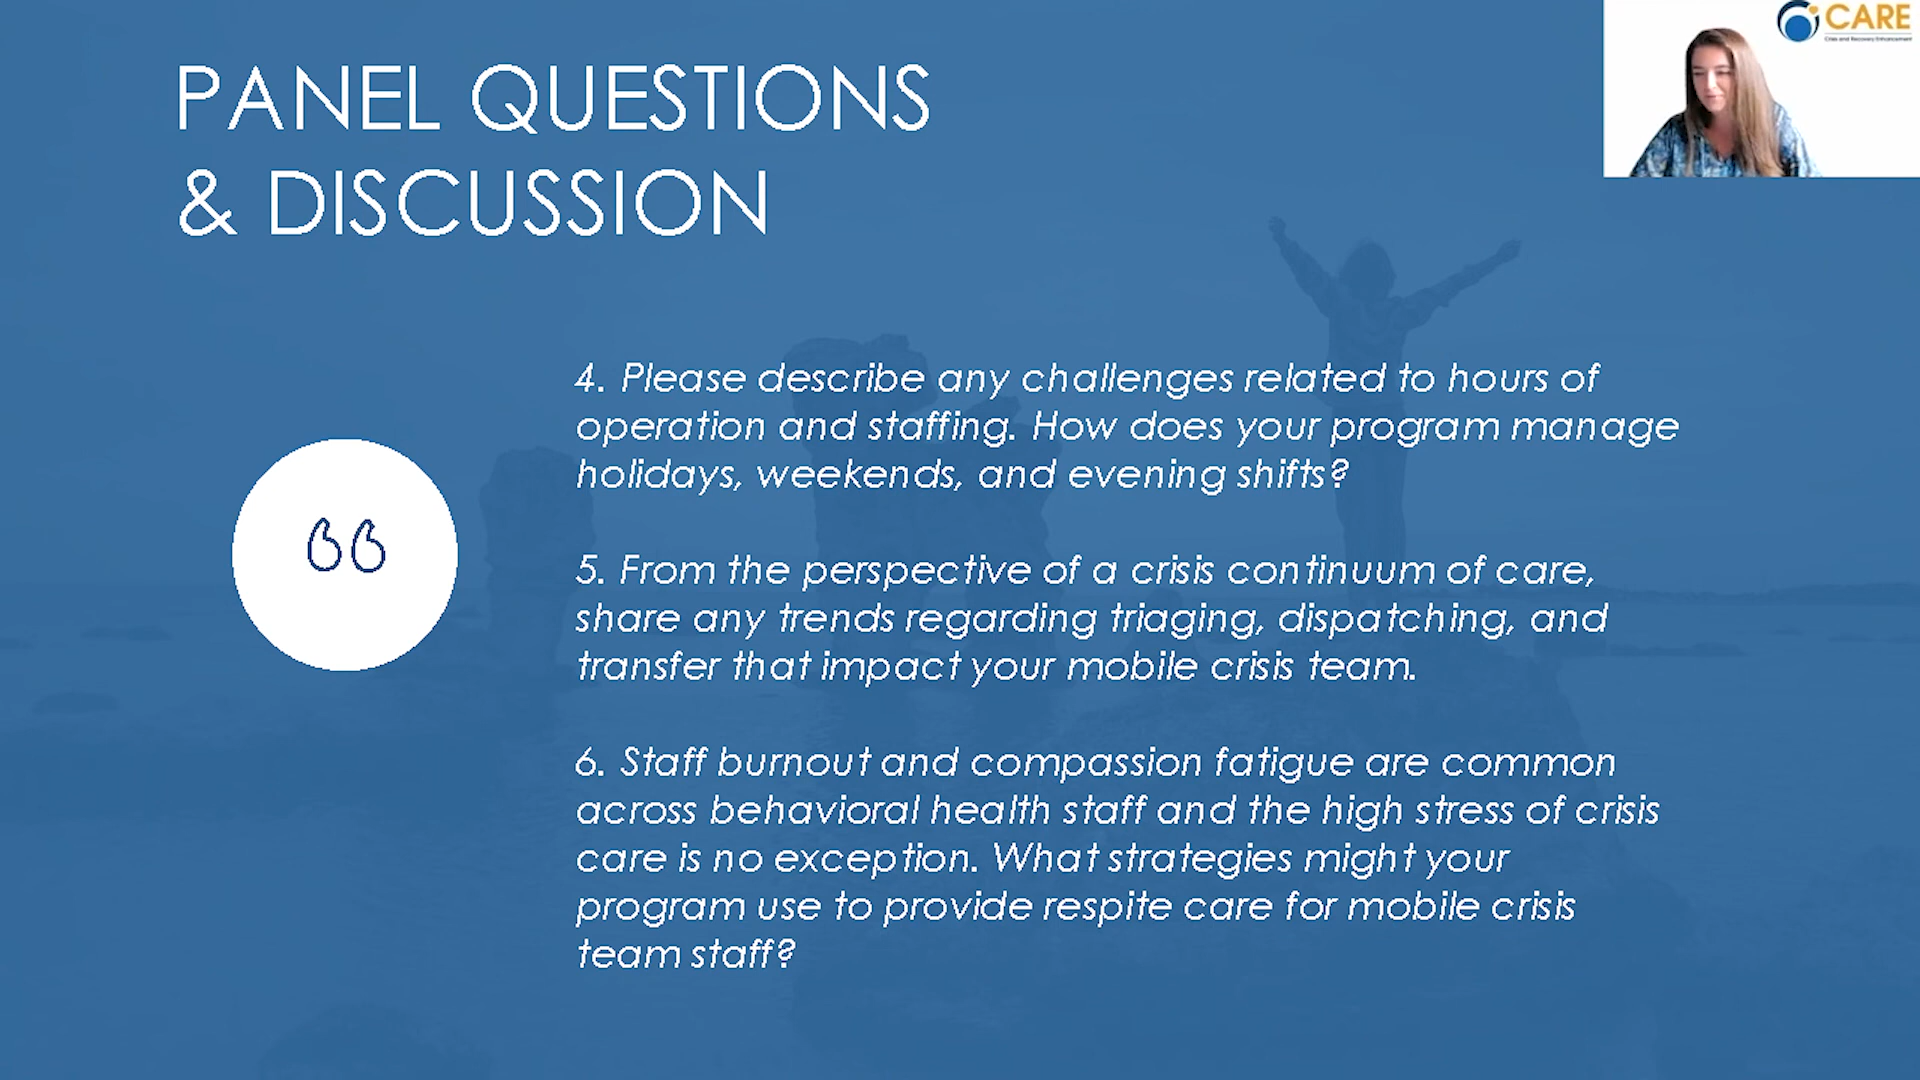 CARE
Crisis and Recovery Enhancement
PANEL QUESTIONS
& DISCUSSION
4. Please describe any challenges related to hours of
operation and staffing. How does your program manage
holidays, weekends, and evening shifts?
5. From the perspective of a crisis continuum of care,
share any trends regarding triaging, dispatching, and
transfer that impact your mobile crisis team.
6. Staff burnout and compassion fatigue are common
across behavioral health staff and the high stress of crisis
care is no exception. What strategies might your
program use to provide respite care for mobile crisis
team staff?